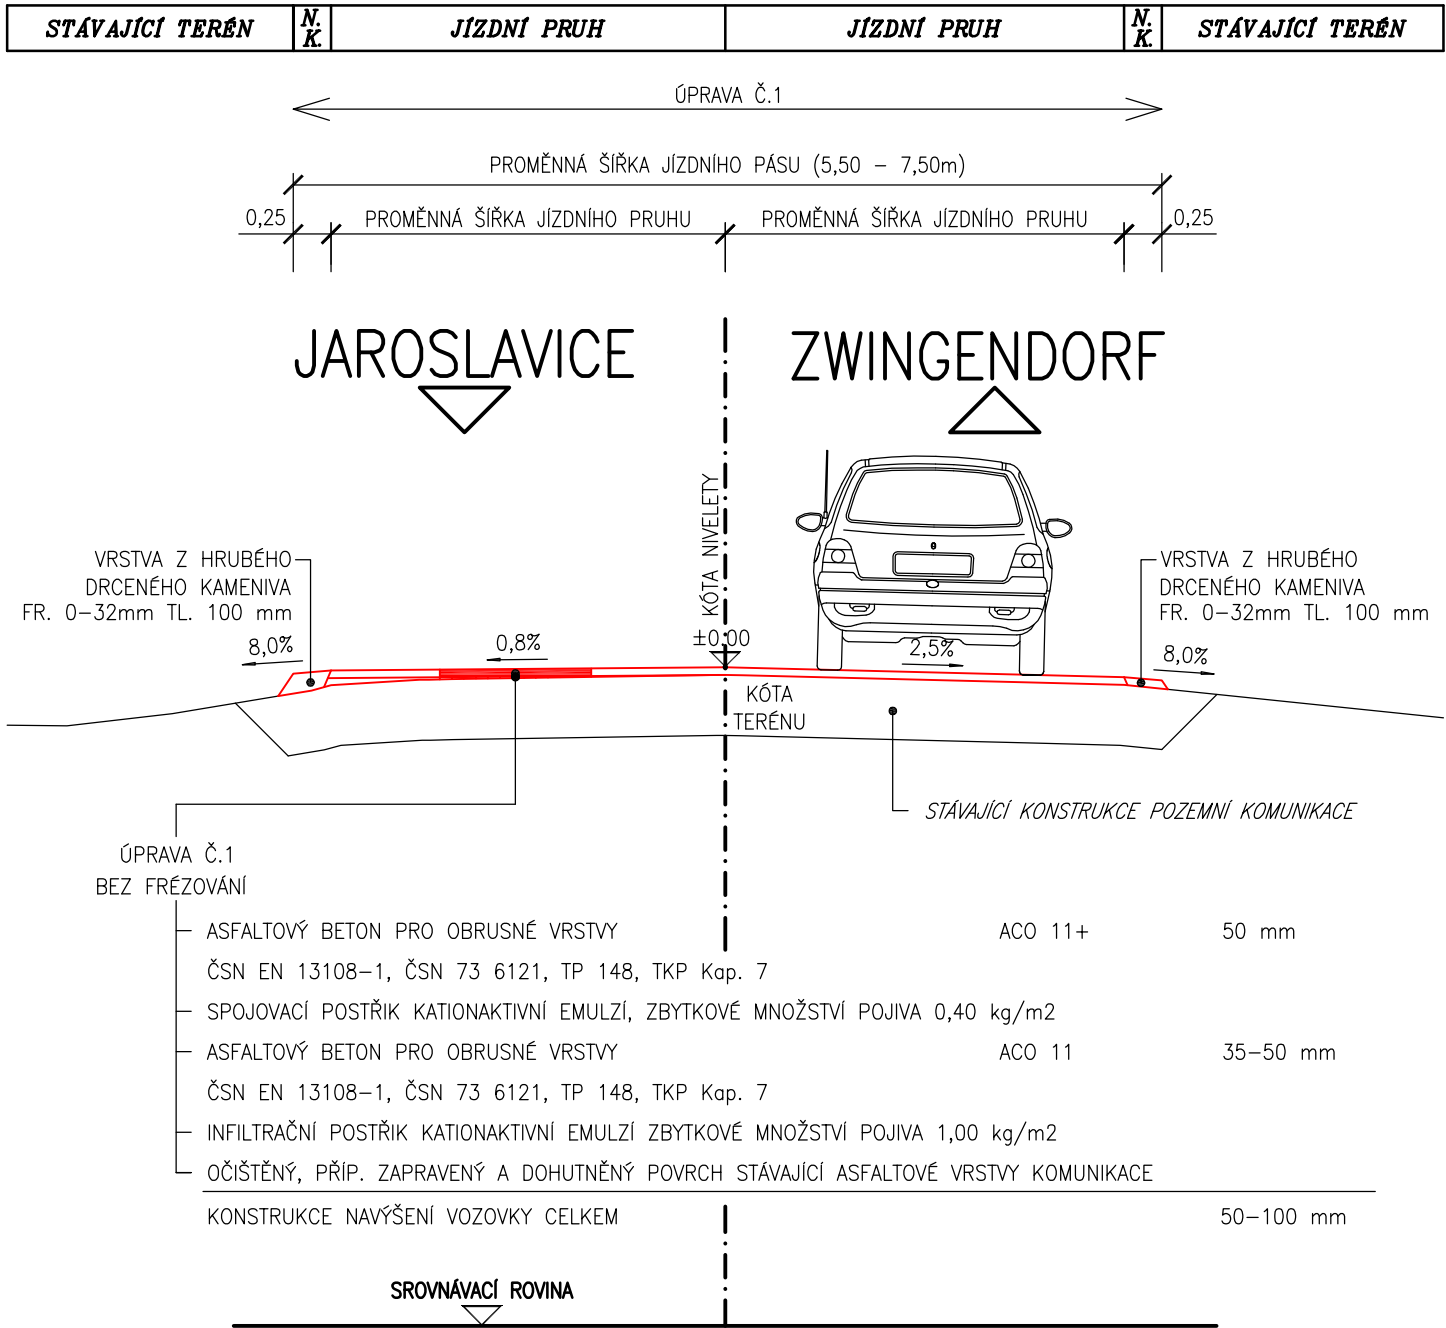 STÁVAJÍCÍ TERÉN
N.
K.
JÍZDNÍ PRUH
JÍZDNÍ PRUH
N.
K.
STÁVAJÍCÍ TERÉN
ÚPRAVA Č.1
PROMĚNNÁ ŠÍŘKA JÍZDNÍHO PÁSU (5,50 – 7,50m)
0,25
PROMĚNNÁ ŠÍŘKA JÍZDNÍHO PRUHU
PROMĚNNÁ ŠÍŘKA JÍZDNÍHO PRUHU
0,25
JAROSLAVICE
ZWINGENDORF
KÓTA NIVELETY
VRSTVA Z HRUBÉHO
DRCENÉHO KAMENIVA
FR. 0–32mm TL. 100 mm
VRSTVA Z HRUBÉHO
DRCENÉHO KAMENIVA
FR. 0–32mm TL. 100 mm
8,0%
0,8%
±0,00
2,5%
8,0%
KÓTA
TERÉNU
STÁVAJÍCÍ KONSTRUKCE POZEMNÍ KOMUNIKACE
ÚPRAVA Č.1
BEZ FRÉZOVÁNÍ
ASFALTOVÝ BETON PRO OBRUSNÉ VRSTVY ACO 11+ 50 mm
ČSN EN 13108–1, ČSN 73 6121, TP 148, TKP Kap. 7
SPOJOVACÍ POSTŘIK KATIONAKTIVNÍ EMULZÍ, ZBYTKOVÉ MNOŽSTVÍ POJIVA 0,40 kg/m2
ASFALTOVÝ BETON PRO OBRUSNÉ VRSTVY ACO 11 35–50 mm
ČSN EN 13108–1, ČSN 73 6121, TP 148, TKP Kap. 7
INFILTRAČNÍ POSTŘIK KATIONAKTIVNÍ EMULZÍ ZBYTKOVÉ MNOŽSTVÍ POJIVA 1,00 kg/m2
OČIŠTĚNÝ, PŘÍP. ZAPRAVENÝ A DOHUTNĚNÝ POVRCH STÁVAJÍCÍ ASFALTOVÉ VRSTVY KOMUNIKACE
KONSTRUKCE NAVÝŠENÍ VOZOVKY CELKEM 50–100 mm
SROVNÁVACÍ ROVINA